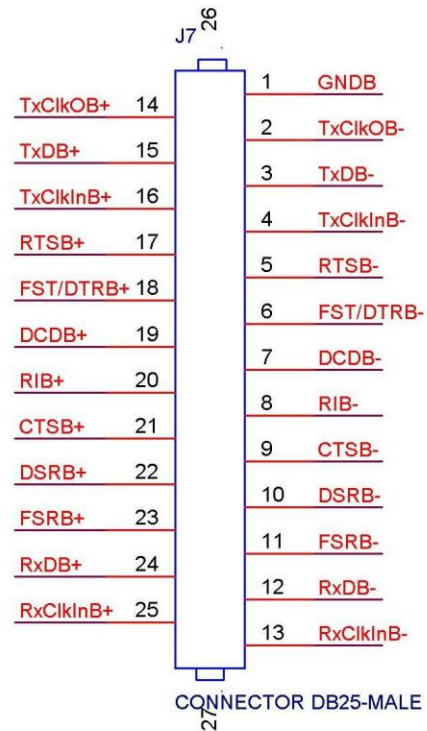 26
J7
1 GNDB
TxClkOB+ 14
2 TxClkOB-
TxDB+ 15
3 TxDB-
TxClkInB+ 16
4 TxClkInB-
RTSB+ 17
5 RTSB-
FST/DTRB+ 18
6 FST/DTRB-
DCDB+ 19
7 DCDB-
RIB+ 20
8 RIB-
CTSB+ 21
9 CTSB-
DSRB+ 22
10 DSRB-
FSRB+ 23
11 FSRB-
RxDB+ 24
12 RxDB-
RxClkInB+ 25
13 RxClkInB-
CONNECTOR DB25-MALE
27